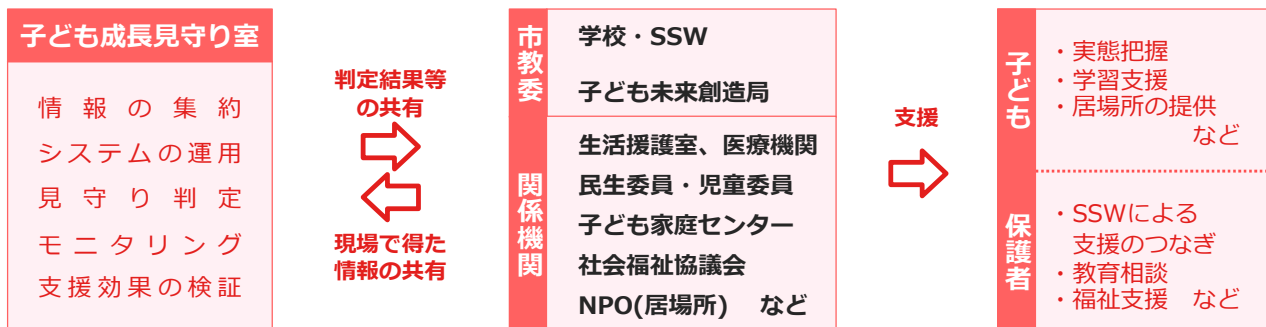 子ども成長見守り室
情報の集約
システムの運用
見守り判定
モニタリング
支援効果の検証
判定結果等
の共有
現場で得た
情報の共有
市教委
学校・SSW
子ども未来創造局
関係機関
生活援護室、医療機関
民生委員・児童委員
子ども家庭センター
社会福祉協議会
NPO(居場所)　など
支援
子ども
・実態把握
・学習支援
・居場所の提供
など
保護者
・SSWによる
支援のつなぎ
・教育相談
・福祉支援　など